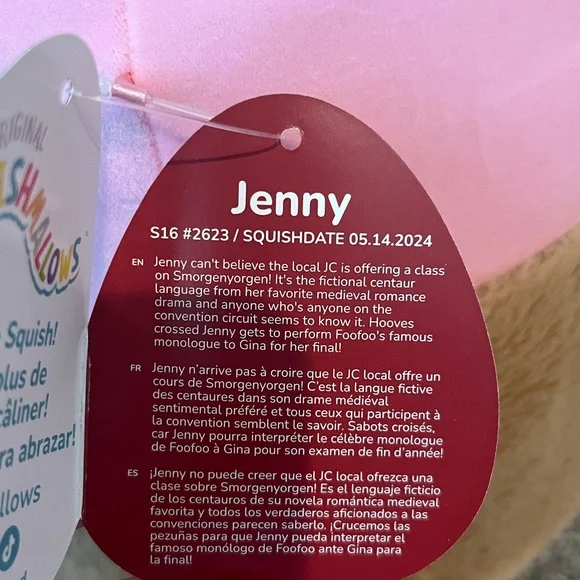 ORIGINAL
Squish!
plus de
câliner!
ra abrazar!
llows
Jenny
S16 #2623 / SQUISHDATE 05.14.2024
EN Jenny can't believe the local JC is offering a class
on Smorgenyorgen! It's the fictional centaur
language from her favorite medieval romance
drama and anyone who's anyone on the
convention circuit seems to know it. Hooves
crossed Jenny gets to perform Foofoo's famous
monologue to Gina for her final!
FR Jenny n'arrive pas à croire que le JC local offre un
cours de Smorgenyorgen! C'est la langue fictive
des centaures dans son drame médiéval
sentimental préféré et tous ceux qui participent à
la convention semblent le savoir. Sabots croisés,
car Jenny pourra interpréter le célèbre monologue
de Foofoo à Gina pour son examen de fin d'année!
ES ¡Jenny no puede creer que el JC local ofrezca una
clase sobre Smorgenyorgen! Es el lenguaje ficticio
de los centauros de su novela romántica medieval
favorita y todos los verdaderos aficionados a las
convenciones parecen saberlo. ¡Crucemos las
pezuñas para que Jenny pueda interpretar el
famoso monólogo de Foofoo ante Gina para
la final!